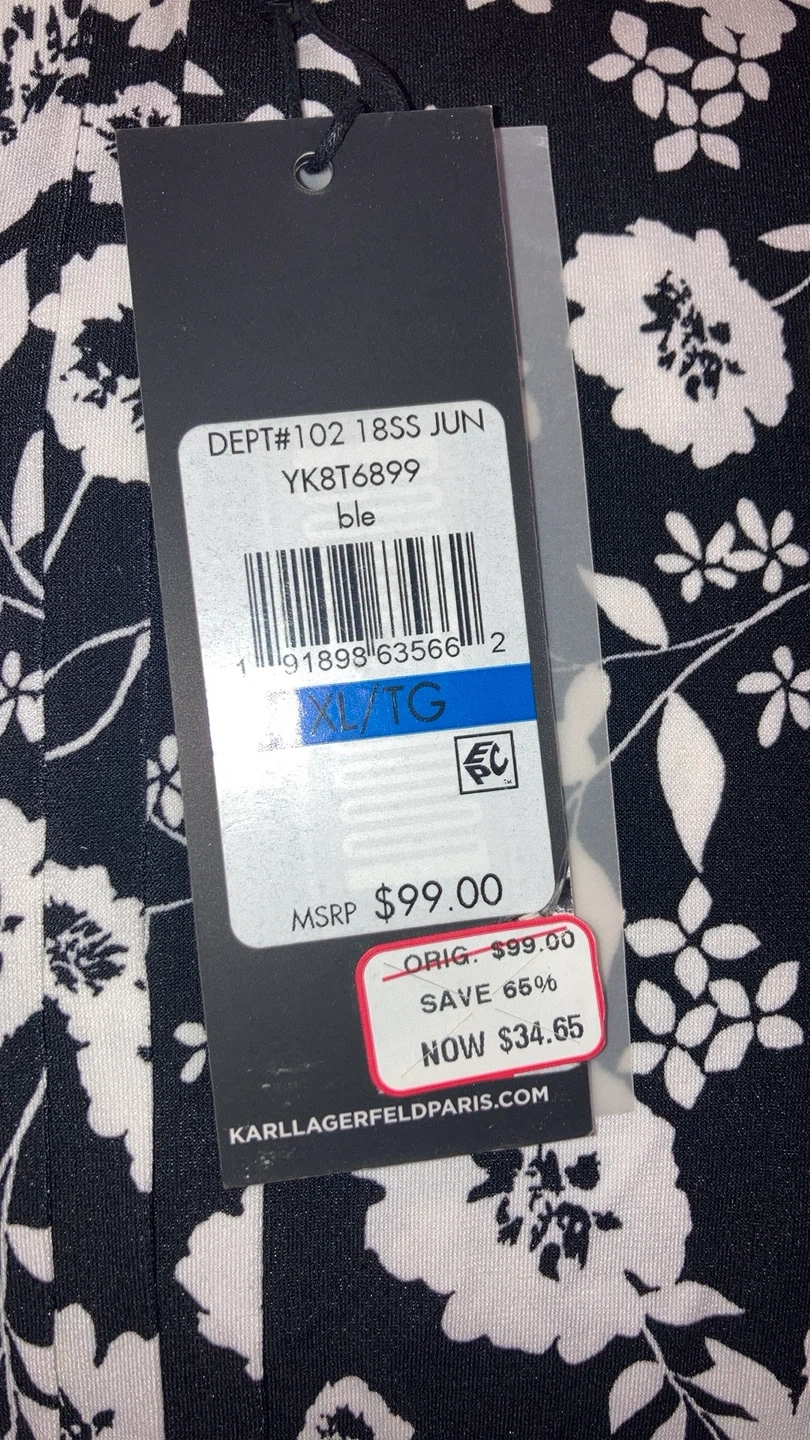 DEPT#102 18SS JUN
YK8T6899
ble
1 91898 63566 2
XL/TG
EPC
MSRP $99.00
ORIG. $99.00
SAVE 65%
NOW $34.65
KARLLAGERFELDPARIS.COM